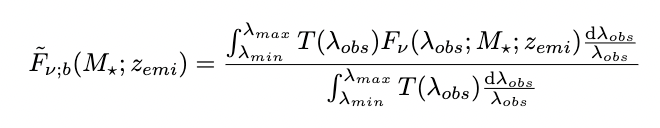 \tilde{F}_{\nu;b}(M_\star; z_{emi}) = \frac{\int_{\lambda_{min}}^{\lambda_{max}} T(\lambda_{obs}) F_\nu(\lambda_{obs}; M_\star; z_{emi}) \frac{\mathrm{d}\lambda_{obs}}{\lambda_{obs}}}{\int_{\lambda_{min}}^{\lambda_{max}} T(\lambda_{obs}) \frac{\mathrm{d}\lambda_{obs}}{\lambda_{obs}}}